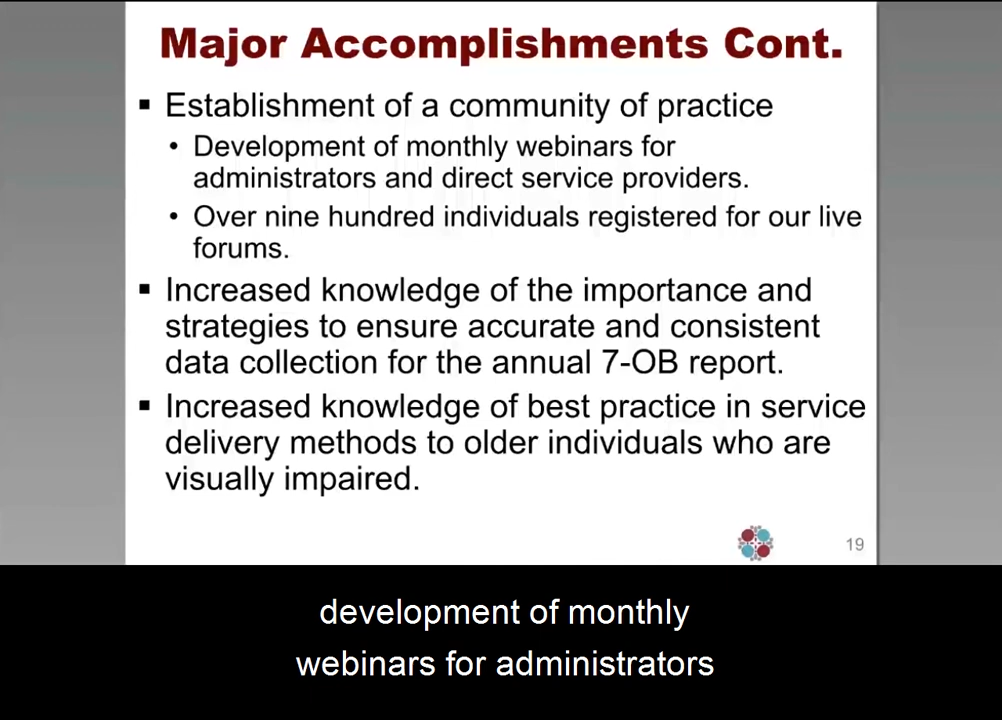 Major Accomplishments Cont.
▪ Establishment of a community of practice
• Development of monthly webinars for
administrators and direct service providers.
• Over nine hundred individuals registered for our live
forums.
▪ Increased knowledge of the importance and
strategies to ensure accurate and consistent
data collection for the annual 7-OB report.
▪ Increased knowledge of best practice in service
delivery methods to older individuals who are
visually impaired.
19
development of monthly
webinars for administrators